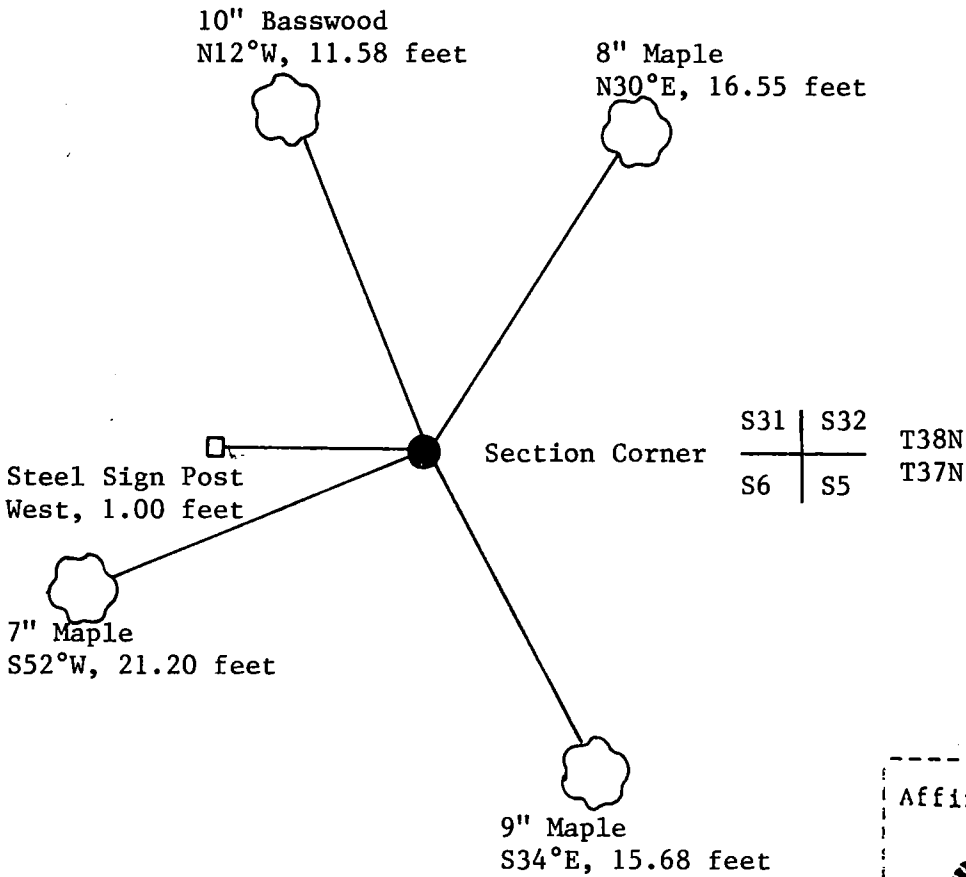 10" Basswood
N12°W, 11.58 feet
8" Maple
N30°E, 16.55 feet
S31 S32
Section Corner
T38N
T37N
S6 S5
Steel Sign Post
West, 1.00 feet
7" Maple
S52°W, 21.20 feet
9" Maple
S34°E, 15.68 feet